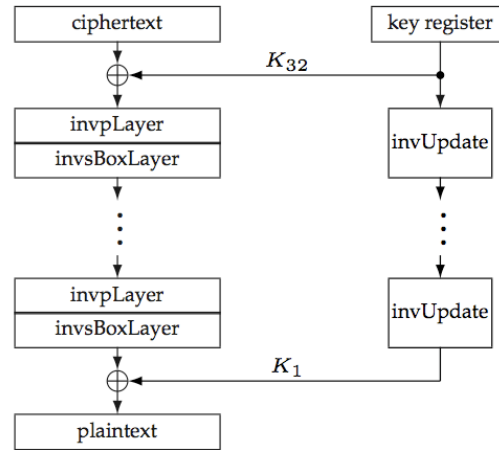 ciphertext
key register
K32
invpLayer
invsBoxLayer
invUpdate
invpLayer
invsBoxLayer
invUpdate
K1
plaintext